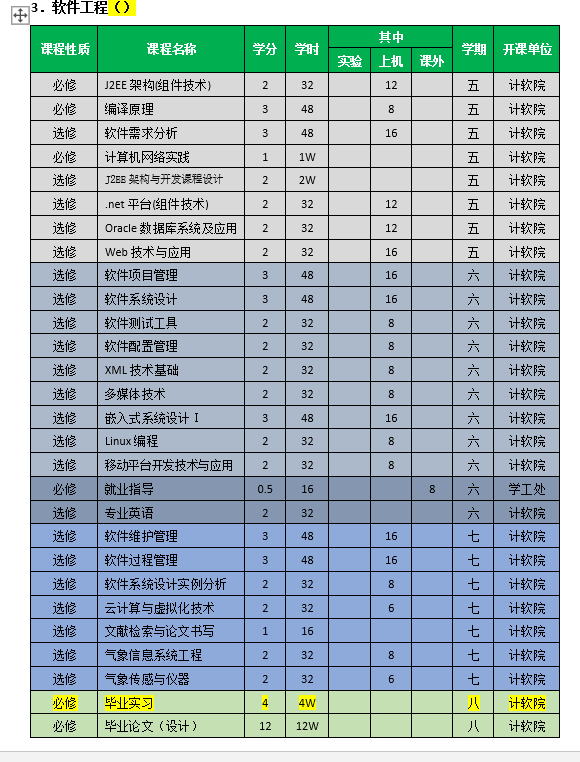 3. 软件工程（）
课程性质 课程名称 学分 学时 其中 学期 开课单位
实验 上机 课外
必修 J2EE 架构(组件技术) 2 32 12 五 计软院
必修 编译原理 3 48 8 五 计软院
选修 软件需求分析 3 48 16 五 计软院
必修 计算机网络实践 1 1W 五 计软院
选修 J2EE 架构与开发课程设计 2 2W 五 计软院
选修 .net 平台(组件技术) 2 32 12 五 计软院
选修 Oracle 数据库系统及应用 2 32 12 五 计软院
选修 Web 技术与应用 2 32 16 五 计软院
选修 软件项目管理 3 48 16 六 计软院
选修 软件系统设计 3 48 16 六 计软院
选修 软件测试工具 2 32 8 六 计软院
选修 软件配置管理 2 32 8 六 计软院
选修 XML 技术基础 2 32 8 六 计软院
选修 多媒体技术 2 32 8 六 计软院
选修 嵌入式系统设计 I 3 48 16 六 计软院
选修 Linux 编程 2 32 8 六 计软院
选修 移动平台开发技术与应用 2 32 8 六 计软院
必修 就业指导 0.5 16 8 六 学工处
选修 专业英语 2 32 六 计软院
选修 软件维护管理 3 48 16 七 计软院
选修 软件过程管理 3 48 16 七 计软院
选修 软件系统设计实例分析 2 32 8 七 计软院
选修 云计算与虚拟化技术 2 32 6 七 计软院
选修 文献检索与论文书写 1 16 七 计软院
选修 气象信息系统工程 2 32 8 七 计软院
选修 气象传感与仪器 2 32 6 七 计软院
必修 毕业实习 4 4W 八 计软院
必修 毕业论文（设计） 12 12W 八 计软院